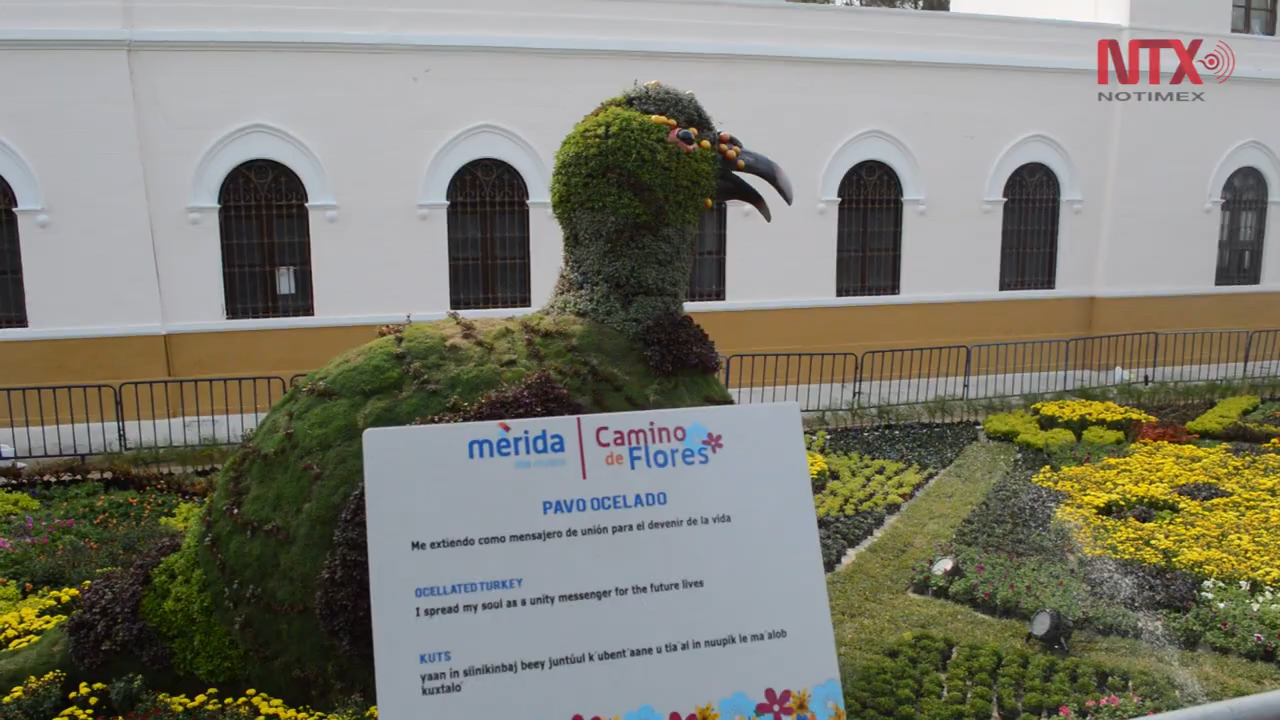 NTX
NOTIMEX
mérida
Camino
de Flores
PAVO OCELADO
Me extiendo como mensajero de unión para el devenir de la vida
OCELLATED TURKEY
I spread my soul as a unity messenger for the future lives
KUTS
yaan in siinikinbaj beey juntúul k'ubent'aane u tia'al in nuupik le ma'alob
kuxtalo'